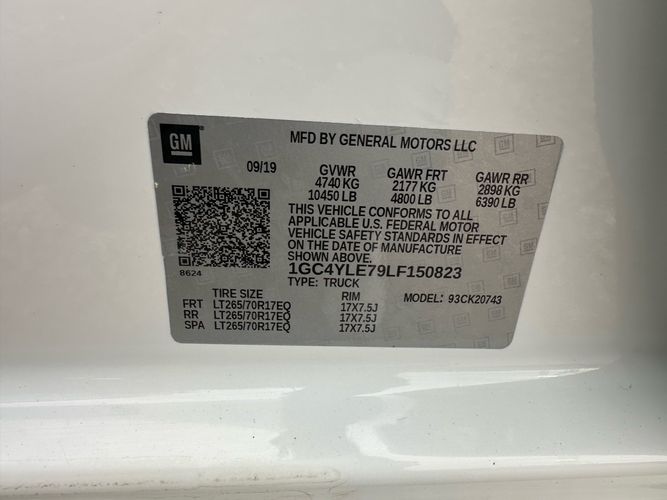 GM
MFD BY GENERAL MOTORS LLC
09/19
GVWR GAWR FRT GAWR RR
4740 KG 2177 KG 2898 KG
10450 LB 4800 LB 6390 LB
THIS VEHICLE CONFORMS TO ALL
APPLICABLE U.S. FEDERAL MOTOR
VEHICLE SAFETY STANDARDS IN EFFECT
ON THE DATE OF MANUFACTURE
SHOWN ABOVE.
8624
1GC4YLE79LF150823
TYPE: TRUCK
TIRE SIZE RIM MODEL: 93CK20743
FRT LT265/70R17EQ 17X7.5J
RR LT265/70R17EQ 17X7.5J
SPA LT265/70R17EQ 17X7.5J